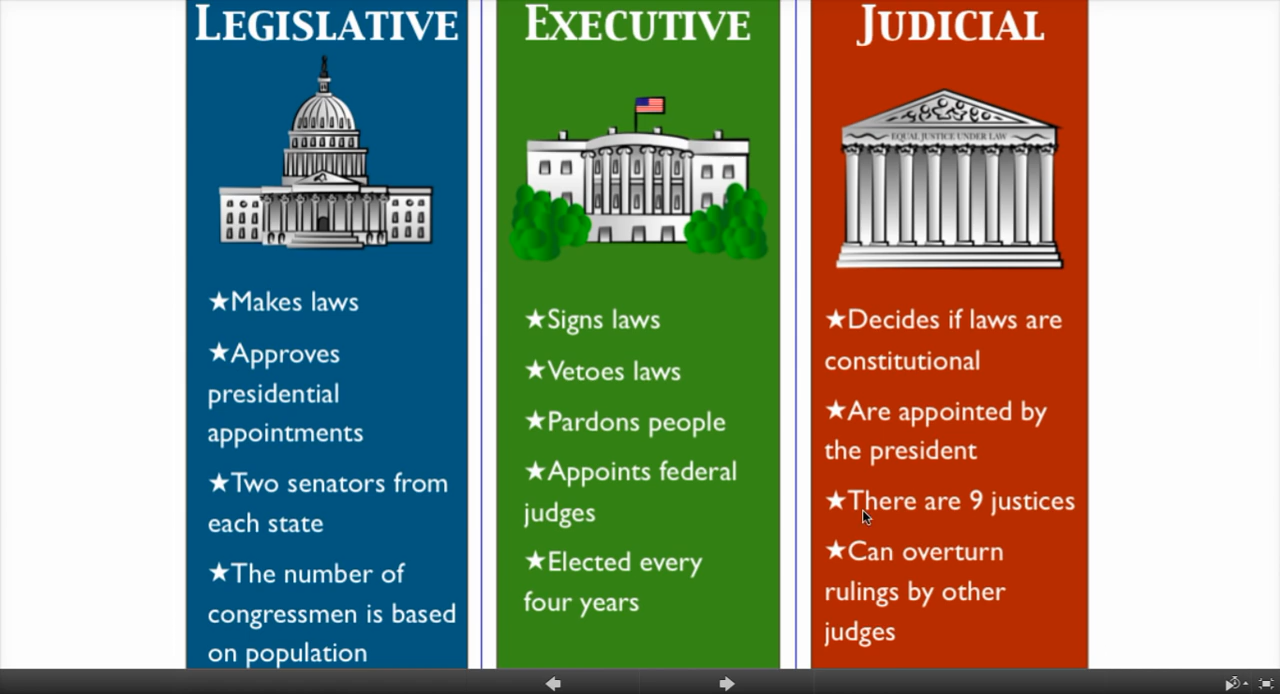 LEGISLATIVE
★Makes laws
★Approves
presidential
appointments
★Two senators from
each state
★The number of
congressmen is based
on population
EXECUTIVE
★Signs laws
★Vetoes laws
★Pardons people
★Appoints federal
judges
★Elected every
four years
JUDICIAL
EQUAL JUSTICE UNDER LAW
★Decides if laws are
constitutional
★Are appointed by
the president
★There are 9 justices
★Can overturn
rulings by other
judges